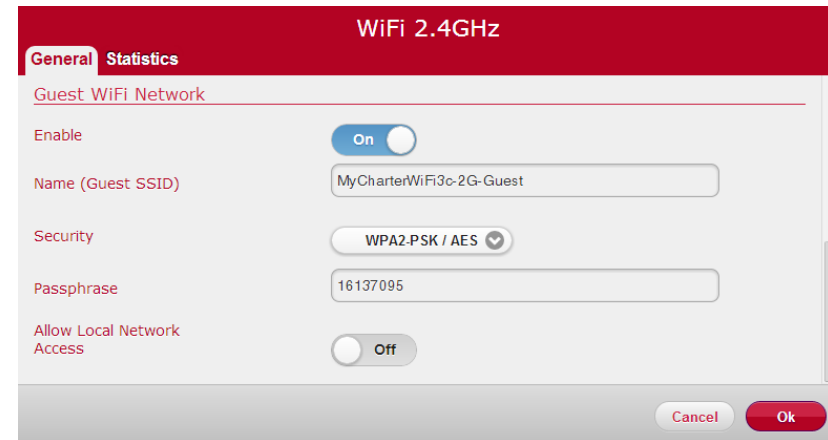 WiFi 2.4GHz
General Statistics
Guest WiFi Network
Enable On
Name (Guest SSID) MyCharterWiFi3c-2G-Guest
Security WPA2-PSK / AES
Passphrase 16137095
Allow Local Network
Access Off
Cancel Ok